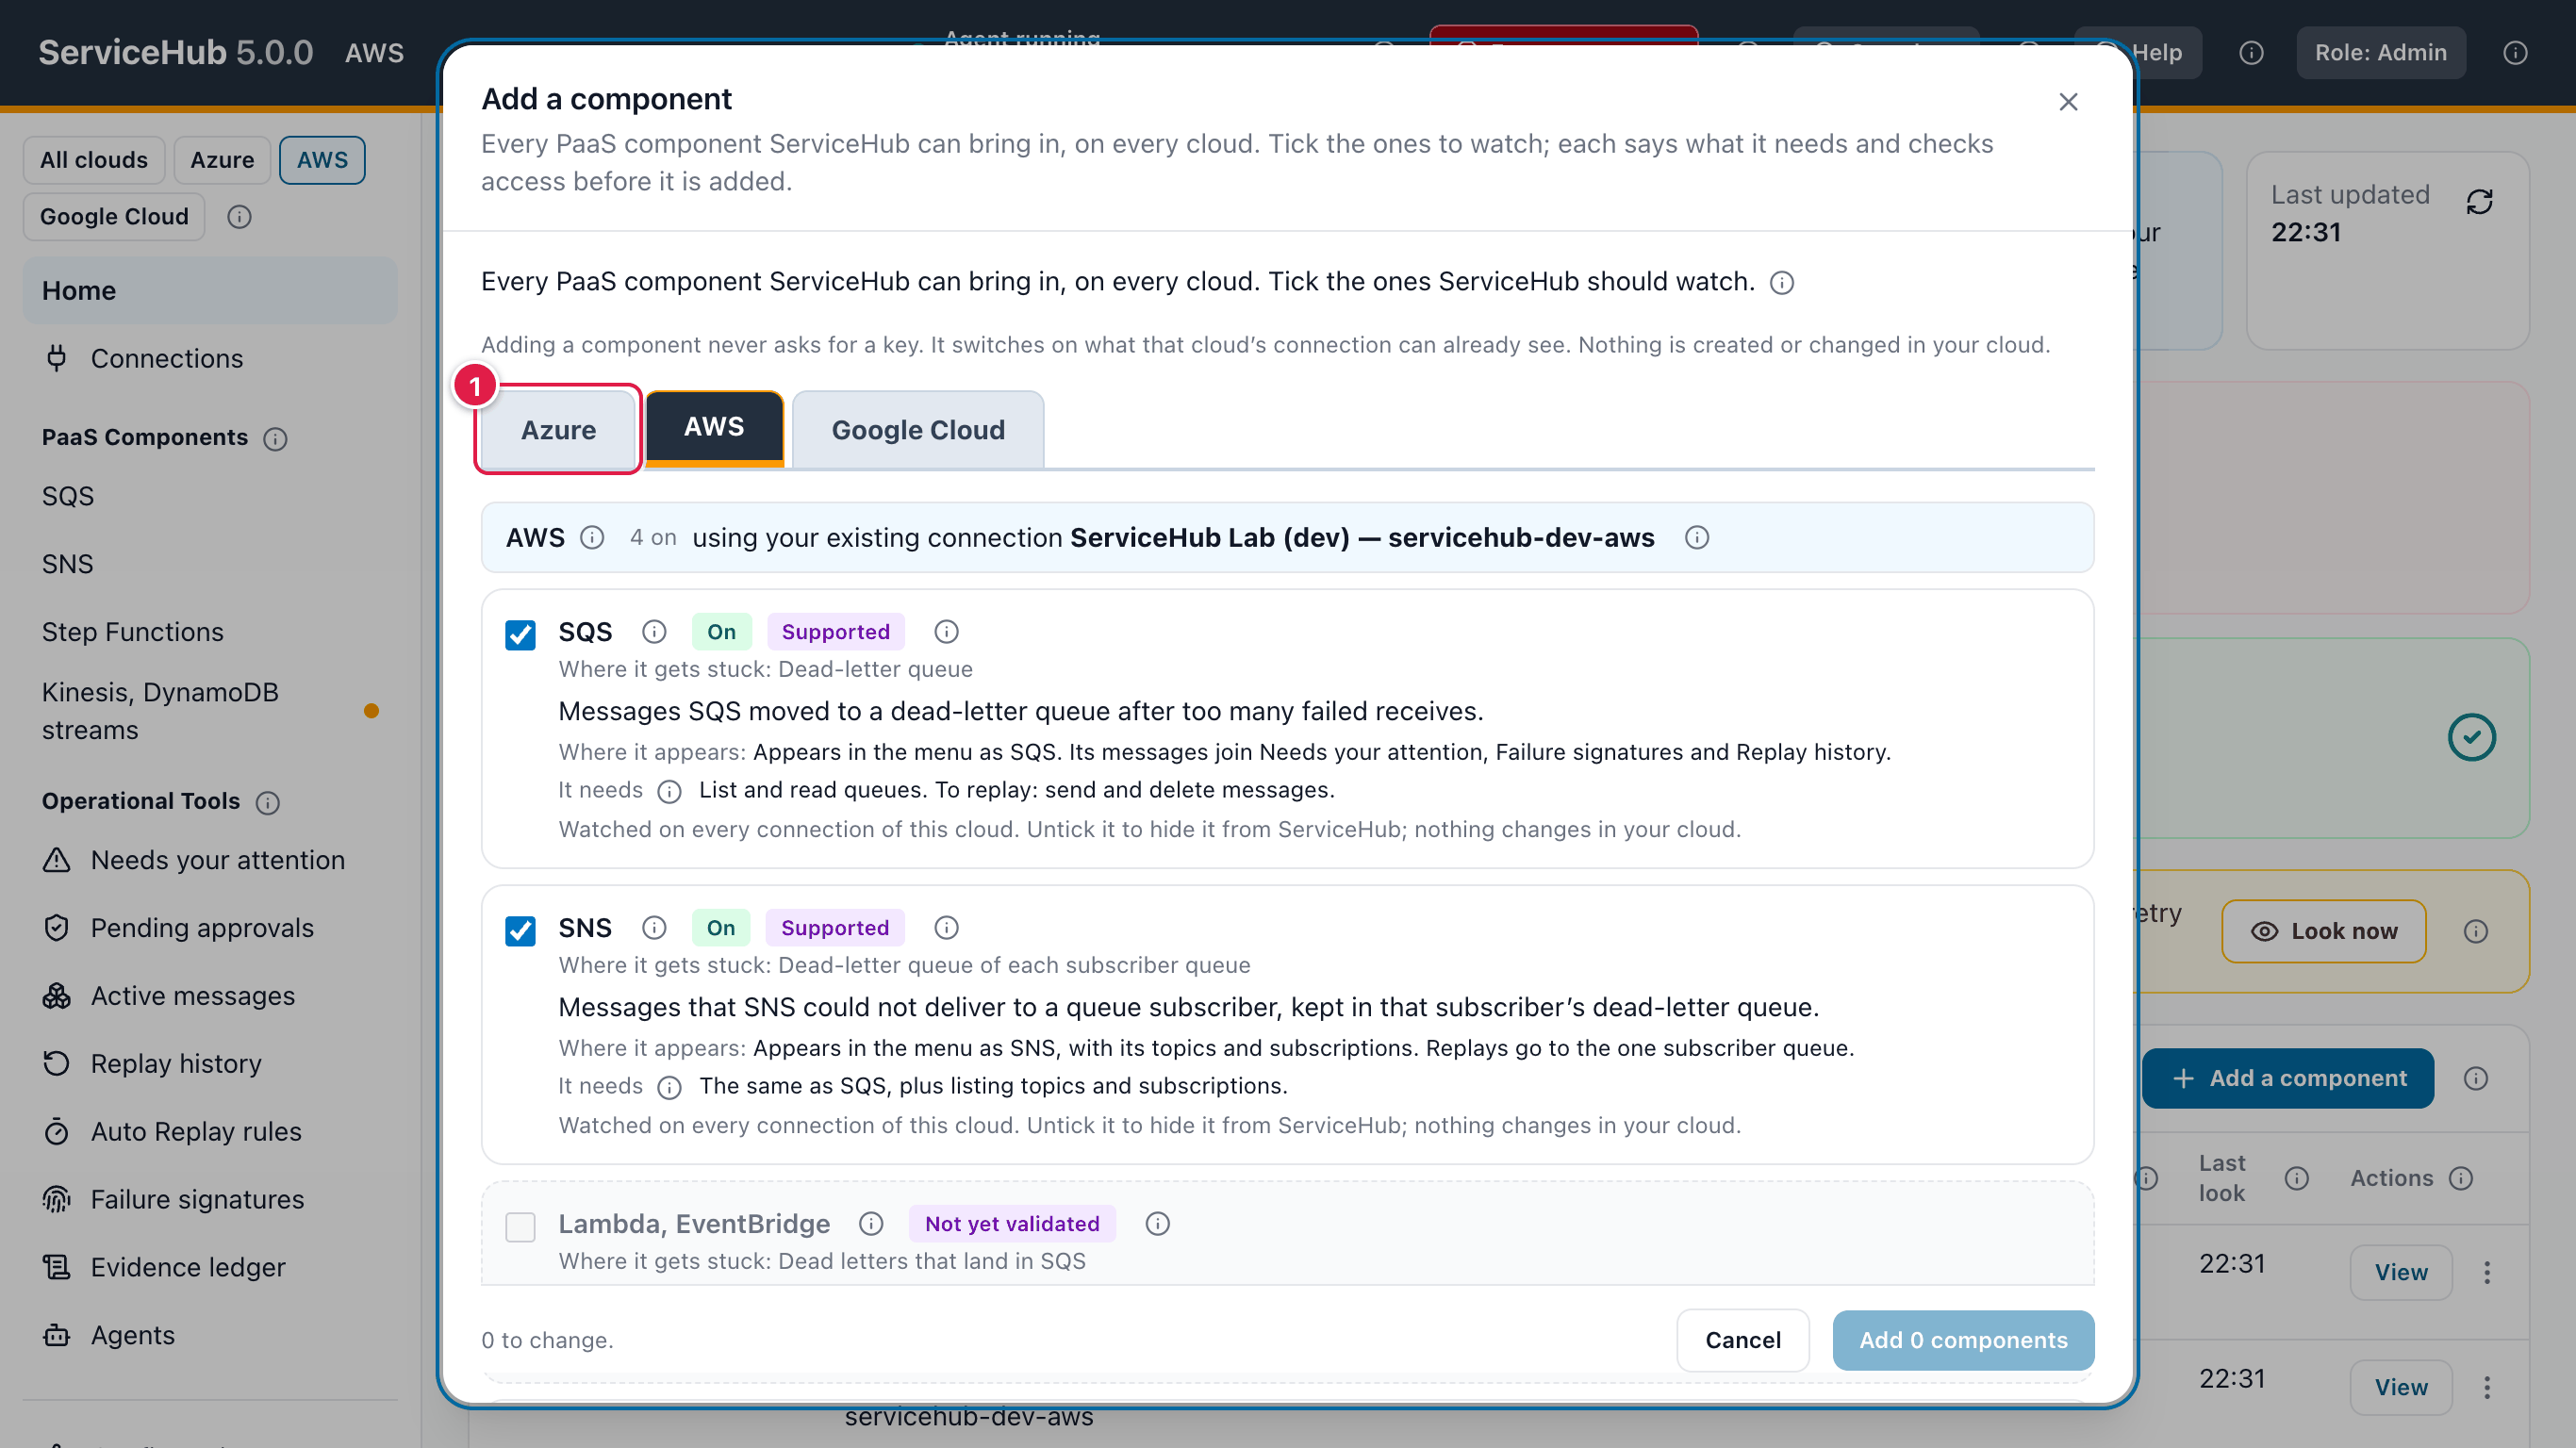 ServiceHub 5.0.0 AWS
Agent running
Help
Role: Admin
All clouds
Azure
AWS
Google Cloud
Home
Connections
PaaS Components
SQS
SNS
Step Functions
Kinesis, DynamoDB
streams
Operational Tools
Needs your attention
Pending approvals
Active messages
Replay history
Auto Replay rules
Failure signatures
Evidence ledger
Agents
Add a component
Every PaaS component ServiceHub can bring in, on every cloud. Tick the ones to watch; each says what it needs and checks
access before it is added.
Every PaaS component ServiceHub can bring in, on every cloud. Tick the ones ServiceHub should watch.
Adding a component never asks for a key. It switches on what that cloud’s connection can already see. Nothing is created or changed in your cloud.
1
Azure
AWS
Google Cloud
AWS 4 on using your existing connection ServiceHub Lab (dev) — servicehub-dev-aws
SQS On Supported
Where it gets stuck: Dead-letter queue
Messages SQS moved to a dead-letter queue after too many failed receives.
Where it appears: Appears in the menu as SQS. Its messages join Needs your attention, Failure signatures and Replay history.
It needs List and read queues. To replay: send and delete messages.
Watched on every connection of this cloud. Untick it to hide it from ServiceHub; nothing changes in your cloud.
SNS On Supported
Where it gets stuck: Dead-letter queue of each subscriber queue
Messages that SNS could not deliver to a queue subscriber, kept in that subscriber’s dead-letter queue.
Where it appears: Appears in the menu as SNS, with its topics and subscriptions. Replays go to the one subscriber queue.
It needs The same as SQS, plus listing topics and subscriptions.
Watched on every connection of this cloud. Untick it to hide it from ServiceHub; nothing changes in your cloud.
Lambda, EventBridge Not yet validated
Where it gets stuck: Dead letters that land in SQS
0 to change.
Cancel
Add 0 components
servicehub-dev-aws
Last updated
22:31
Look now
Add a component
Last
look
Actions
22:31
View
22:31
View